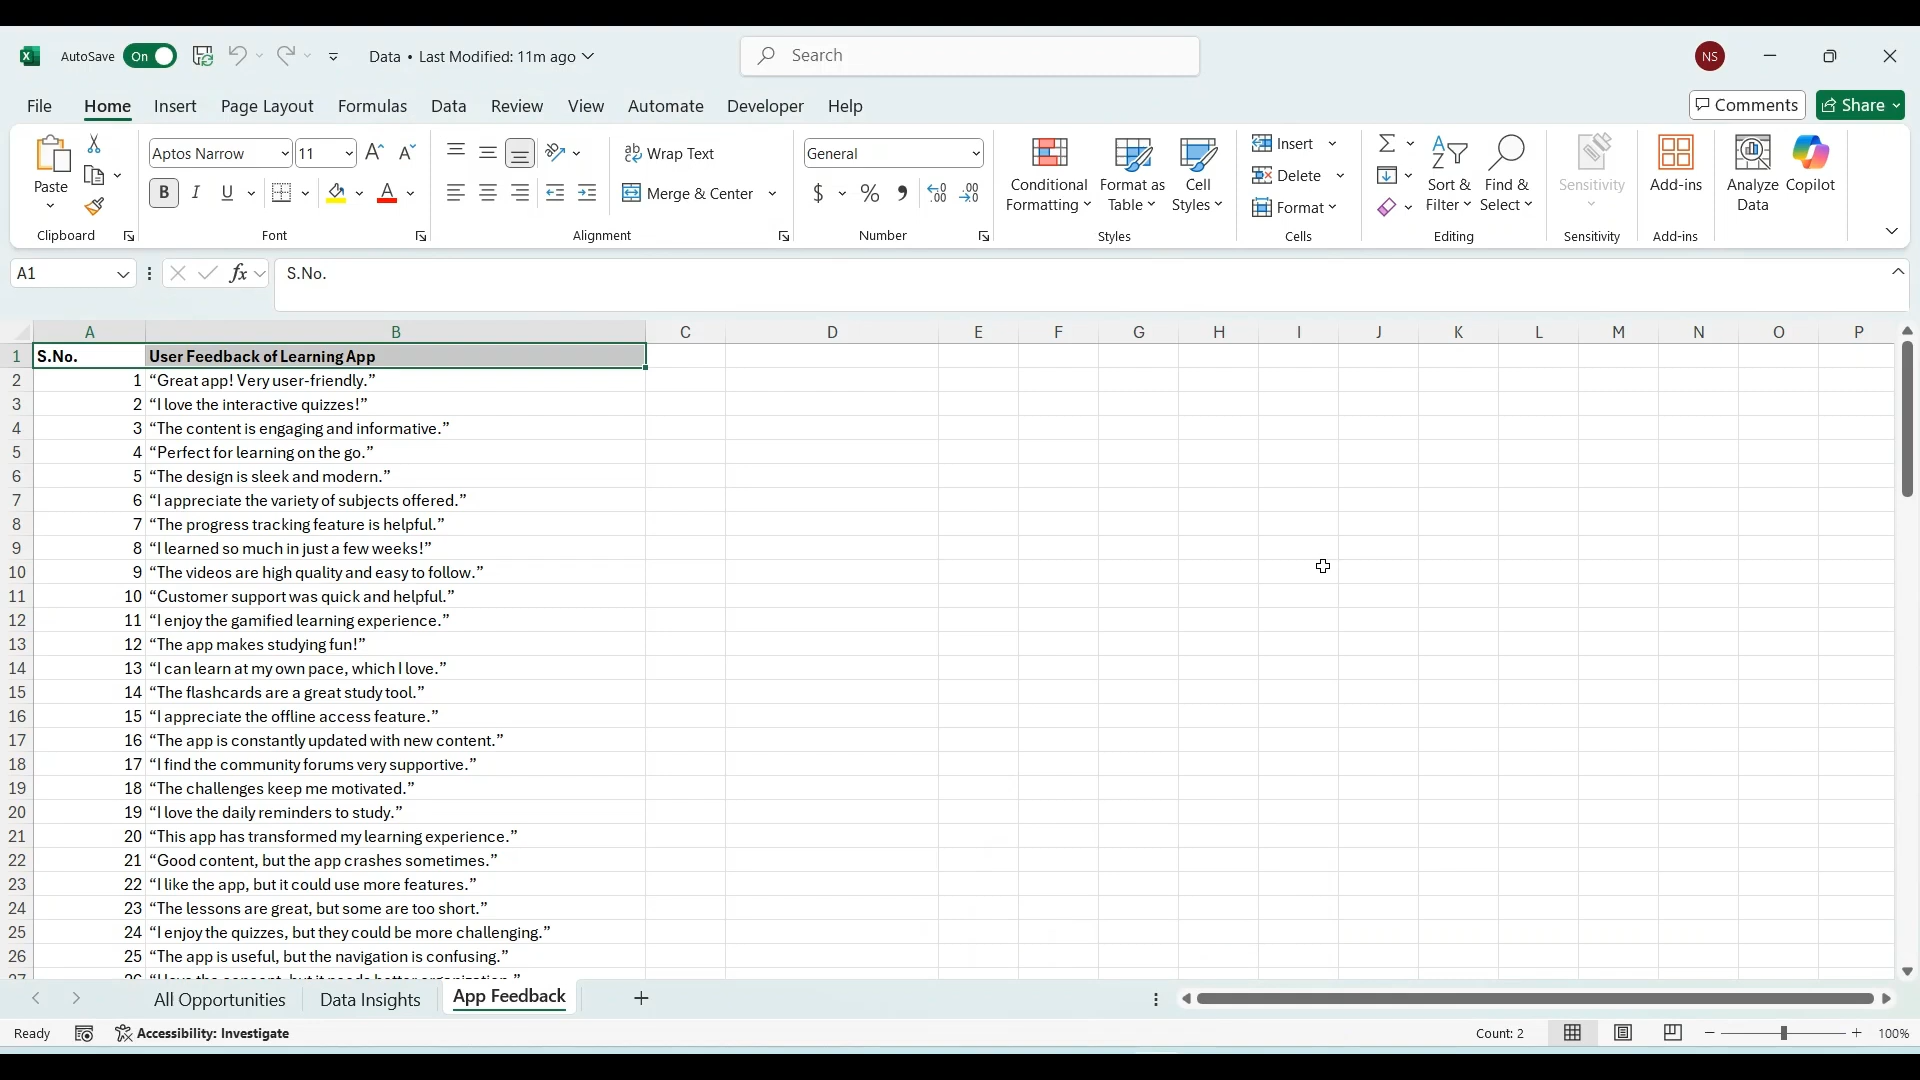 AutoSave On Data • Last Modified: 11m ago Search NS
File Home Insert Page Layout Formulas Data Review View Automate Developer Help Comments Share
Paste
Clipboard
Aptos Narrow 11
B I U A
Font
ab Wrap Text
Merge & Center
Alignment
General
$ % 9 .00 .00
Number
Conditional Formatting
Format as Table
Cell Styles
Styles
Insert
Delete
Format
Cells
Sort & Filter
Find & Select
Editing
Sensitivity
Sensitivity
Add-ins
Add-ins
Analyze Data
Copilot
A1 fx S.No.
A B C D E F G H I J K L M N O P
1 S.No. User Feedback of Learning App
2 1 “Great app! Very user-friendly.”
3 2 “I love the interactive quizzes!”
4 3 “The content is engaging and informative.”
5 4 “Perfect for learning on the go.”
6 5 “The design is sleek and modern.”
7 6 “I appreciate the variety of subjects offered.”
8 7 “The progress tracking feature is helpful.”
9 8 “I learned so much in just a few weeks!”
10 9 “The videos are high quality and easy to follow.”
11 10 “Customer support was quick and helpful.”
12 11 “I enjoy the gamified learning experience.”
13 12 “The app makes studying fun!”
14 13 “I can learn at my own pace, which I love.”
15 14 “The flashcards are a great study tool.”
16 15 “I appreciate the offline access feature.”
17 16 “The app is constantly updated with new content.”
18 17 “I find the community forums very supportive.”
19 18 “The challenges keep me motivated.”
20 19 “I love the daily reminders to study.”
21 20 “This app has transformed my learning experience.”
22 21 “Good content, but the app crashes sometimes.”
23 22 “I like the app, but it could use more features.”
24 23 “The lessons are great, but some are too short.”
25 24 “I enjoy the quizzes, but they could be more challenging.”
26 25 “The app is useful, but the navigation is confusing.”
All Opportunities Data Insights App Feedback
Ready Accessibility: Investigate Count: 2 100%